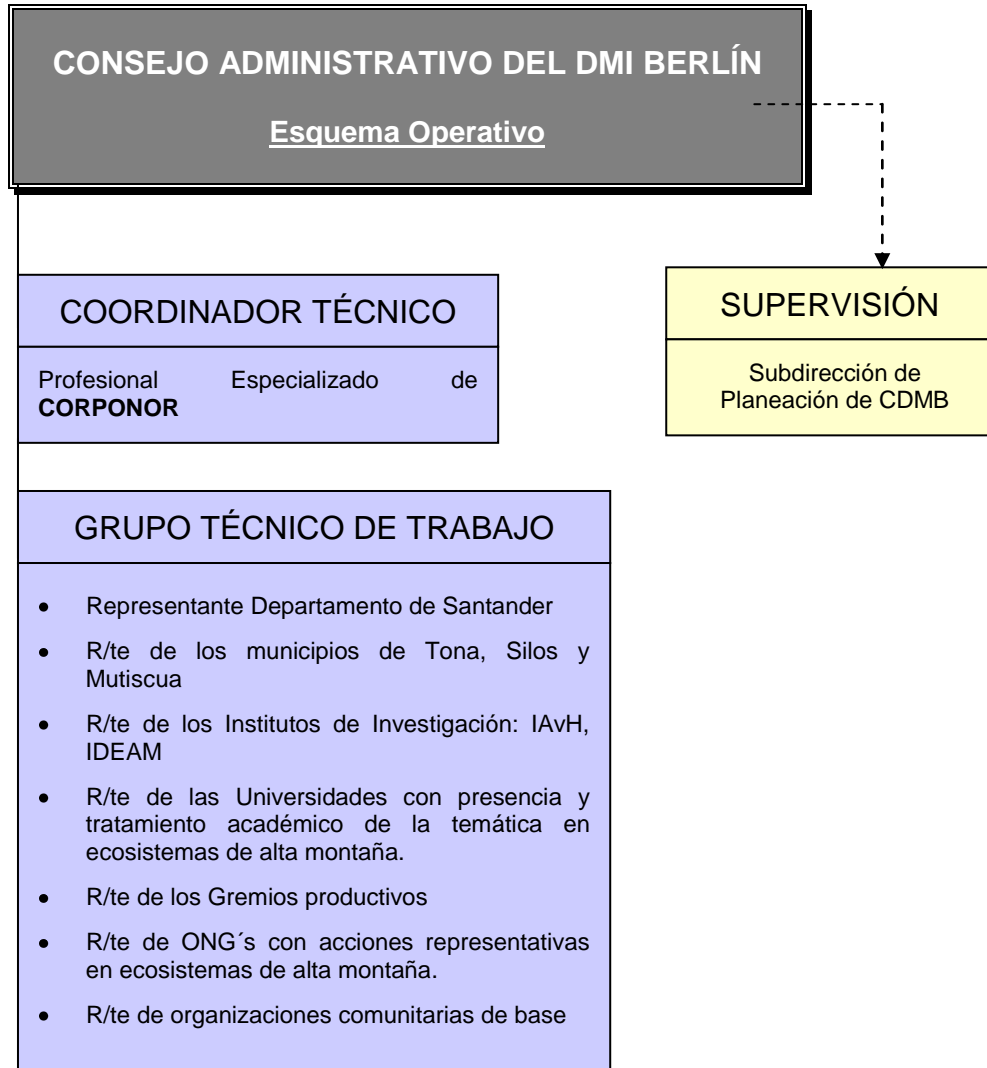 CONSEJO ADMINISTRATIVO DEL DMI BERLÍN
Esquema Operativo
COORDINADOR TÉCNICO
Profesional Especializado de
CORPONOR
SUPERVISIÓN
Subdirección de
Planeación de CDMB
GRUPO TÉCNICO DE TRABAJO
• Representante Departamento de Santander
• R/te de los municipios de Tona, Silos y
Mutiscua
• R/te de los Institutos de Investigación: IAvH,
IDEAM
• R/te de las Universidades con presencia y
tratamiento académico de la temática en
ecosistemas de alta montaña.
• R/te de los Gremios productivos
• R/te de ONG´s con acciones representativas
en ecosistemas de alta montaña.
• R/te de organizaciones comunitarias de base